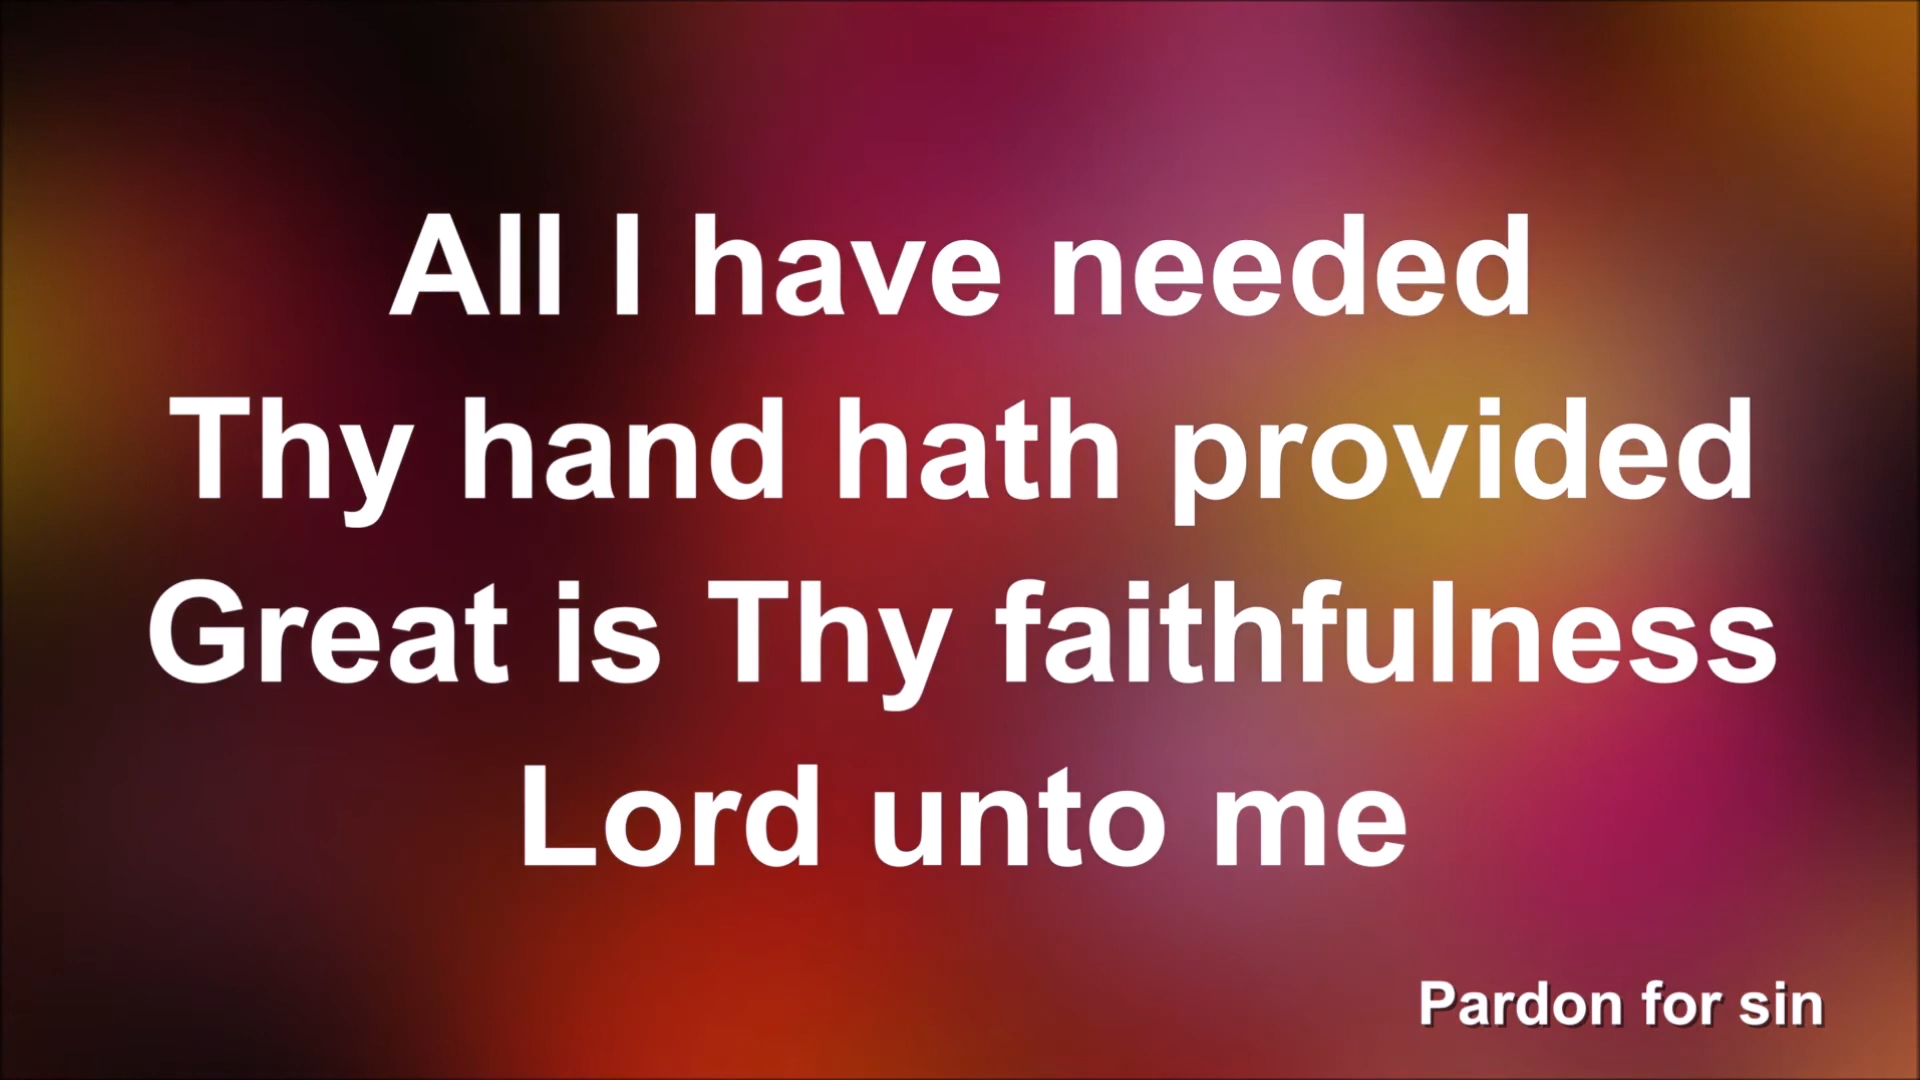 All I have needed
Thy hand hath provided
Great is Thy faithfulness
Lord unto me
Pardon for sin